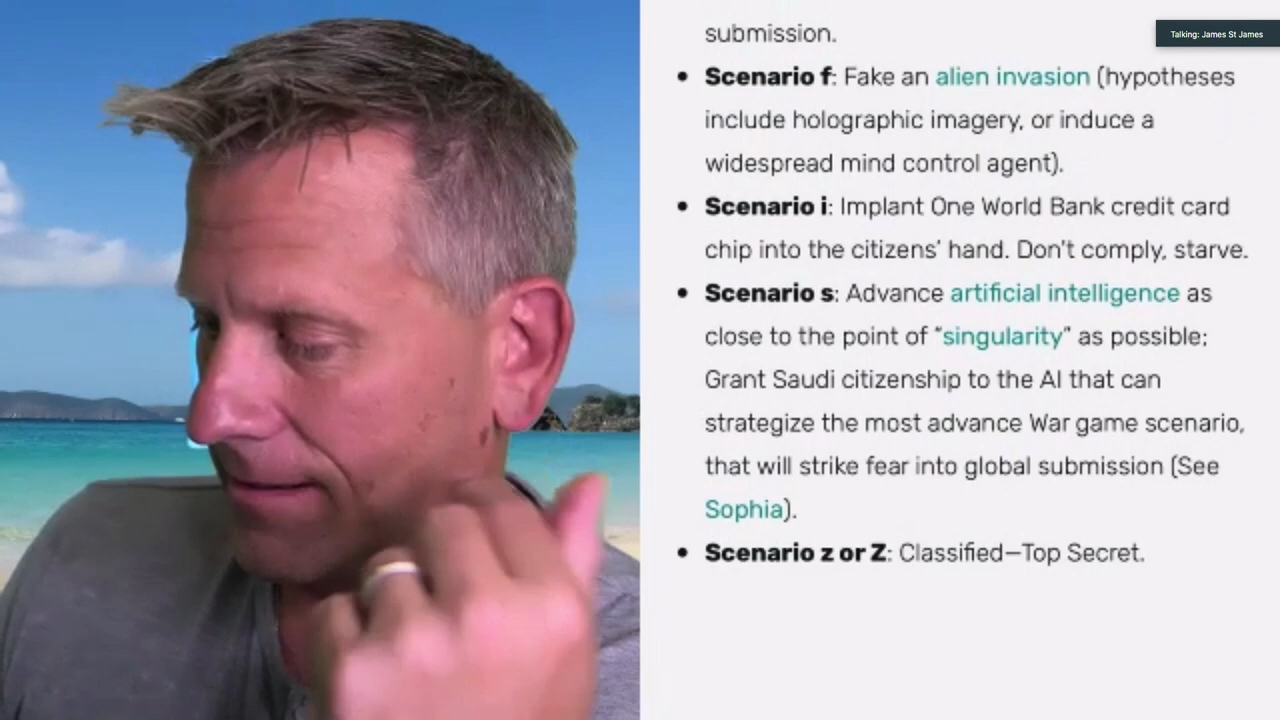 Talking: James St James
submission.
• Scenario f: Fake an alien invasion (hypotheses
include holographic imagery, or induce a
widespread mind control agent).
• Scenario i: Implant One World Bank credit card
chip into the citizens' hand. Don't comply, starve.
• Scenario s: Advance artificial intelligence as
close to the point of “singularity” as possible;
Grant Saudi citizenship to the AI that can
strategize the most advance War game scenario,
that will strike fear into global submission (See
Sophia).
• Scenario z or Z: Classified—Top Secret.